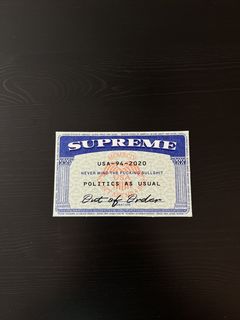 SUPREME
USA-94-2020
NEVER MIND THE FUCKING BULLSHIT
POLITICS AS USUAL
Out of Order